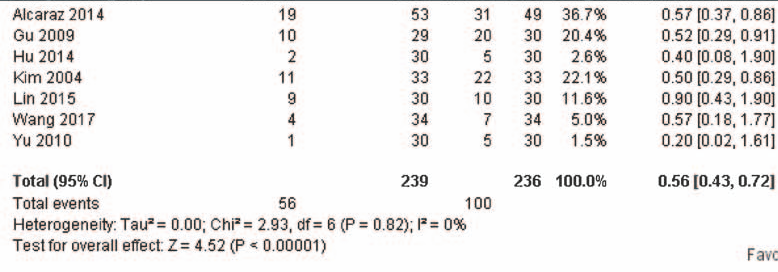 Alcaraz 2014 19 53 31 49 36.7% 0.57 [0.37, 0.86]
Gu 2009 10 29 20 30 20.4% 0.52 [0.29, 0.91]
Hu 2014 2 30 5 30 2.6% 0.40 [0.08, 1.90]
Kim 2004 11 33 22 33 22.1% 0.50 [0.29, 0.86]
Lin 2015 9 30 10 30 11.6% 0.90 [0.43, 1.90]
Wang 2017 4 34 7 34 5.0% 0.57 [0.18, 1.77]
Yu 2010 1 30 5 30 1.5% 0.20 [0.02, 1.61]
Total (95% CI) 239 236 100.0% 0.56 [0.43, 0.72]
Total events 56 100
Heterogeneity: Tau² = 0.00; Chi² = 2.93, df = 6 (P = 0.82); I² = 0%
Test for overall effect: Z = 4.52 (P < 0.00001)
Favo